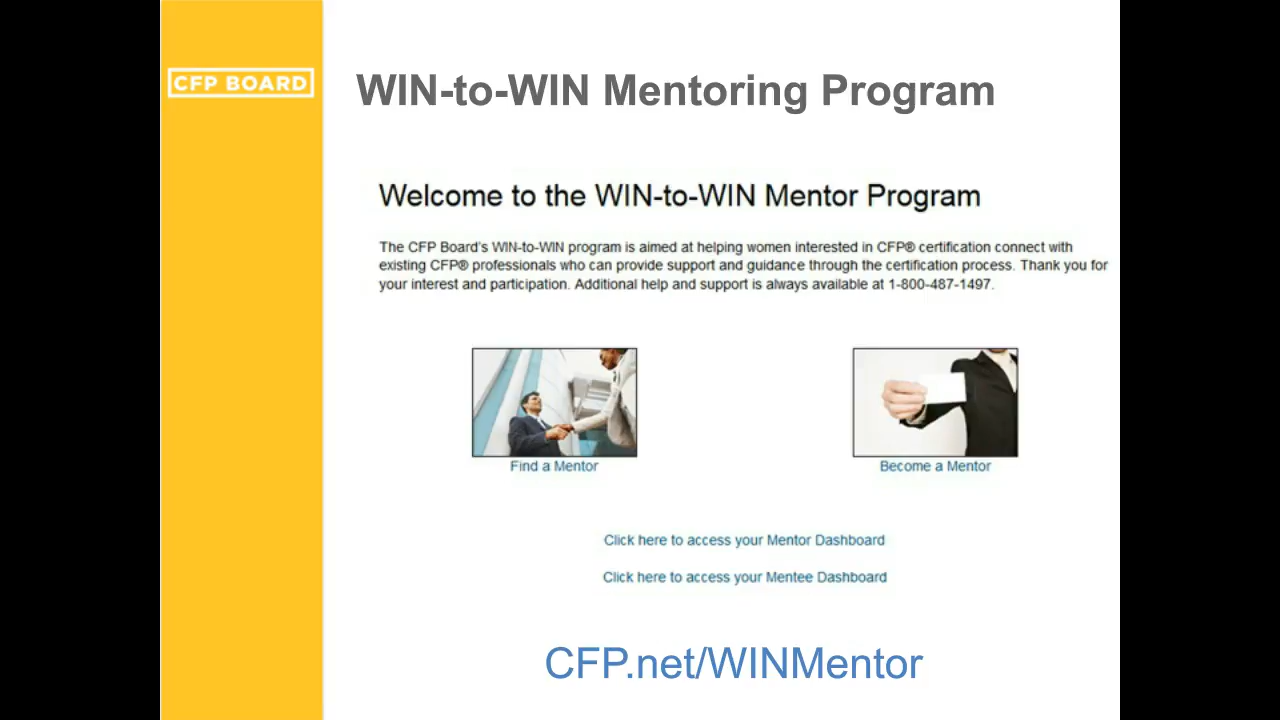 CFP BOARD
WIN-to-WIN Mentoring Program
Welcome to the WIN-to-WIN Mentor Program
The CFP Board's WIN-to-WIN program is aimed at helping women interested in CFP® certification connect with
existing CFP® professionals who can provide support and guidance through the certification process. Thank you for
your interest and participation. Additional help and support is always available at 1-800-487-1497.
Find a Mentor
Become a Mentor
Click here to access your Mentor Dashboard
Click here to access your Mentee Dashboard
CFP.net/WINMentor